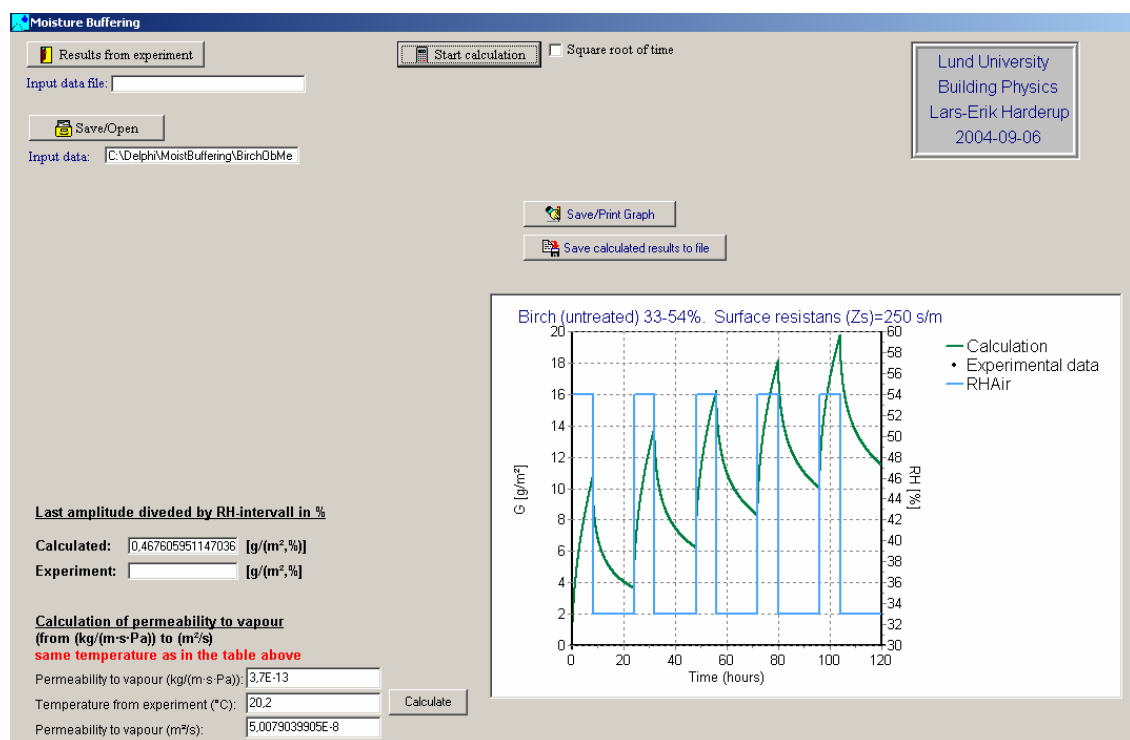 Moisture Buffering
Results from experiment
Start calculation
Square root of time
Input data file:
Lund University
Building Physics
Lars-Erik Harderup
2004-09-06
Save/Open
Input data: C:\Delphi\MoistBuffering\BirchObMe
Save/Print Graph
Save calculated results to file
Birch (untreated) 33-54%. Surface resistans (Zs)=250 s/m
20
18
16
14
12
10
8
6
4
2
0
G [g/m²]
60
58
56
54
52
50
48
46
44
42
40
38
36
34
32
30
RH [%]
0 20 40 60 80 100 120
Time (hours)
Calculation
Experimental data
RHAir
Last amplitude diveded by RH-intervall in %
Calculated: 0,467605951147036 [g/(m²,%)]
Experiment: [g/(m²,%]
Calculation of permeability to vapour
(from (kg/(m·s·Pa)) to (m²/s)
same temperature as in the table above
Permeability to vapour (kg/(m·s·Pa)): 3,7E-13
Temperature from experiment (°C): 20,2
Calculate
Permeability to vapour (m²/s): 5,0079039905E-8